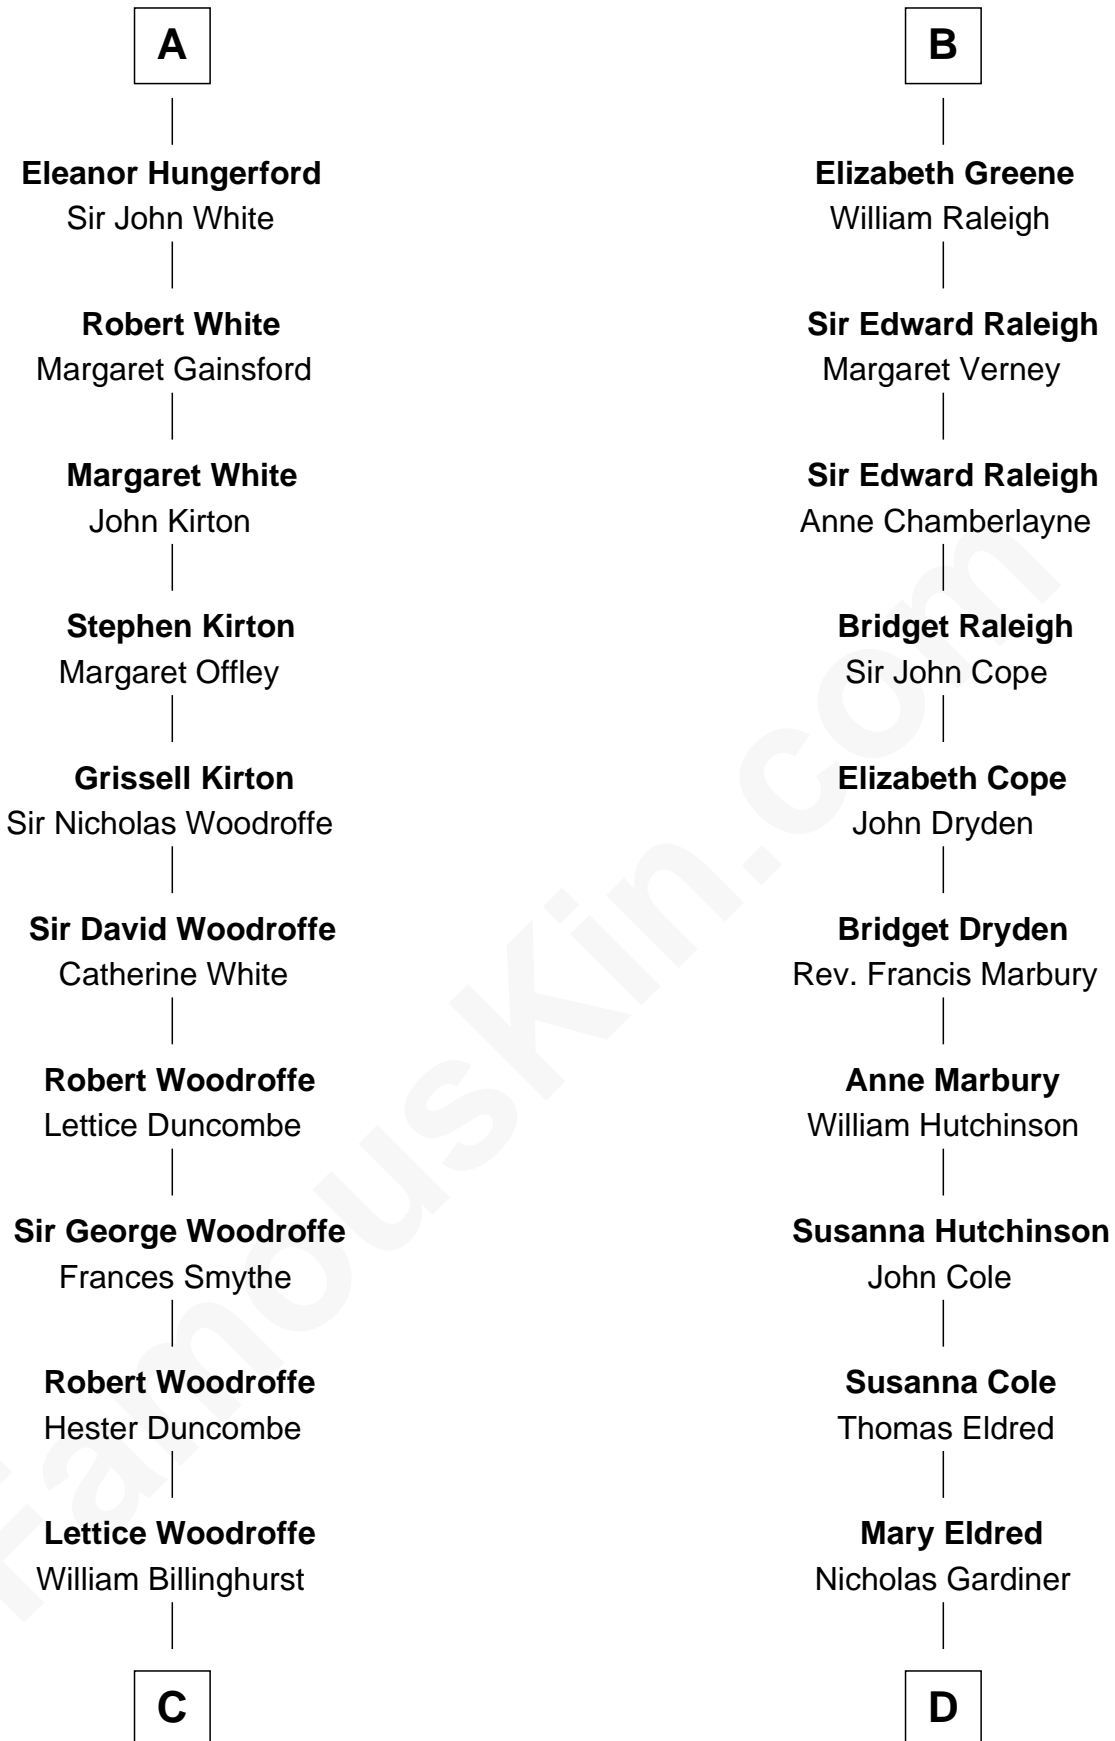 A
Eleanor Hungerford
Sir John White
Robert White
Margaret Gainsford
Margaret White
John Kirton
Stephen Kirton
Margaret Offley
Grissell Kirton
Sir Nicholas Woodroffe
Sir David Woodroffe
Catherine White
Robert Woodroffe
Lettice Duncombe
Sir George Woodroffe
Frances Smythe
Robert Woodroffe
Hester Duncombe
Lettice Woodroffe
William Billinghurst
C
B
Elizabeth Greene
William Raleigh
Sir Edward Raleigh
Margaret Verney
Sir Edward Raleigh
Anne Chamberlayne
Bridget Raleigh
Sir John Cope
Elizabeth Cope
John Dryden
Bridget Dryden
Rev. Francis Marbury
Anne Marbury
William Hutchinson
Susanna Hutchinson
John Cole
Susanna Cole
Thomas Eldred
Mary Eldred
Nicholas Gardiner
D
FamousKin.com